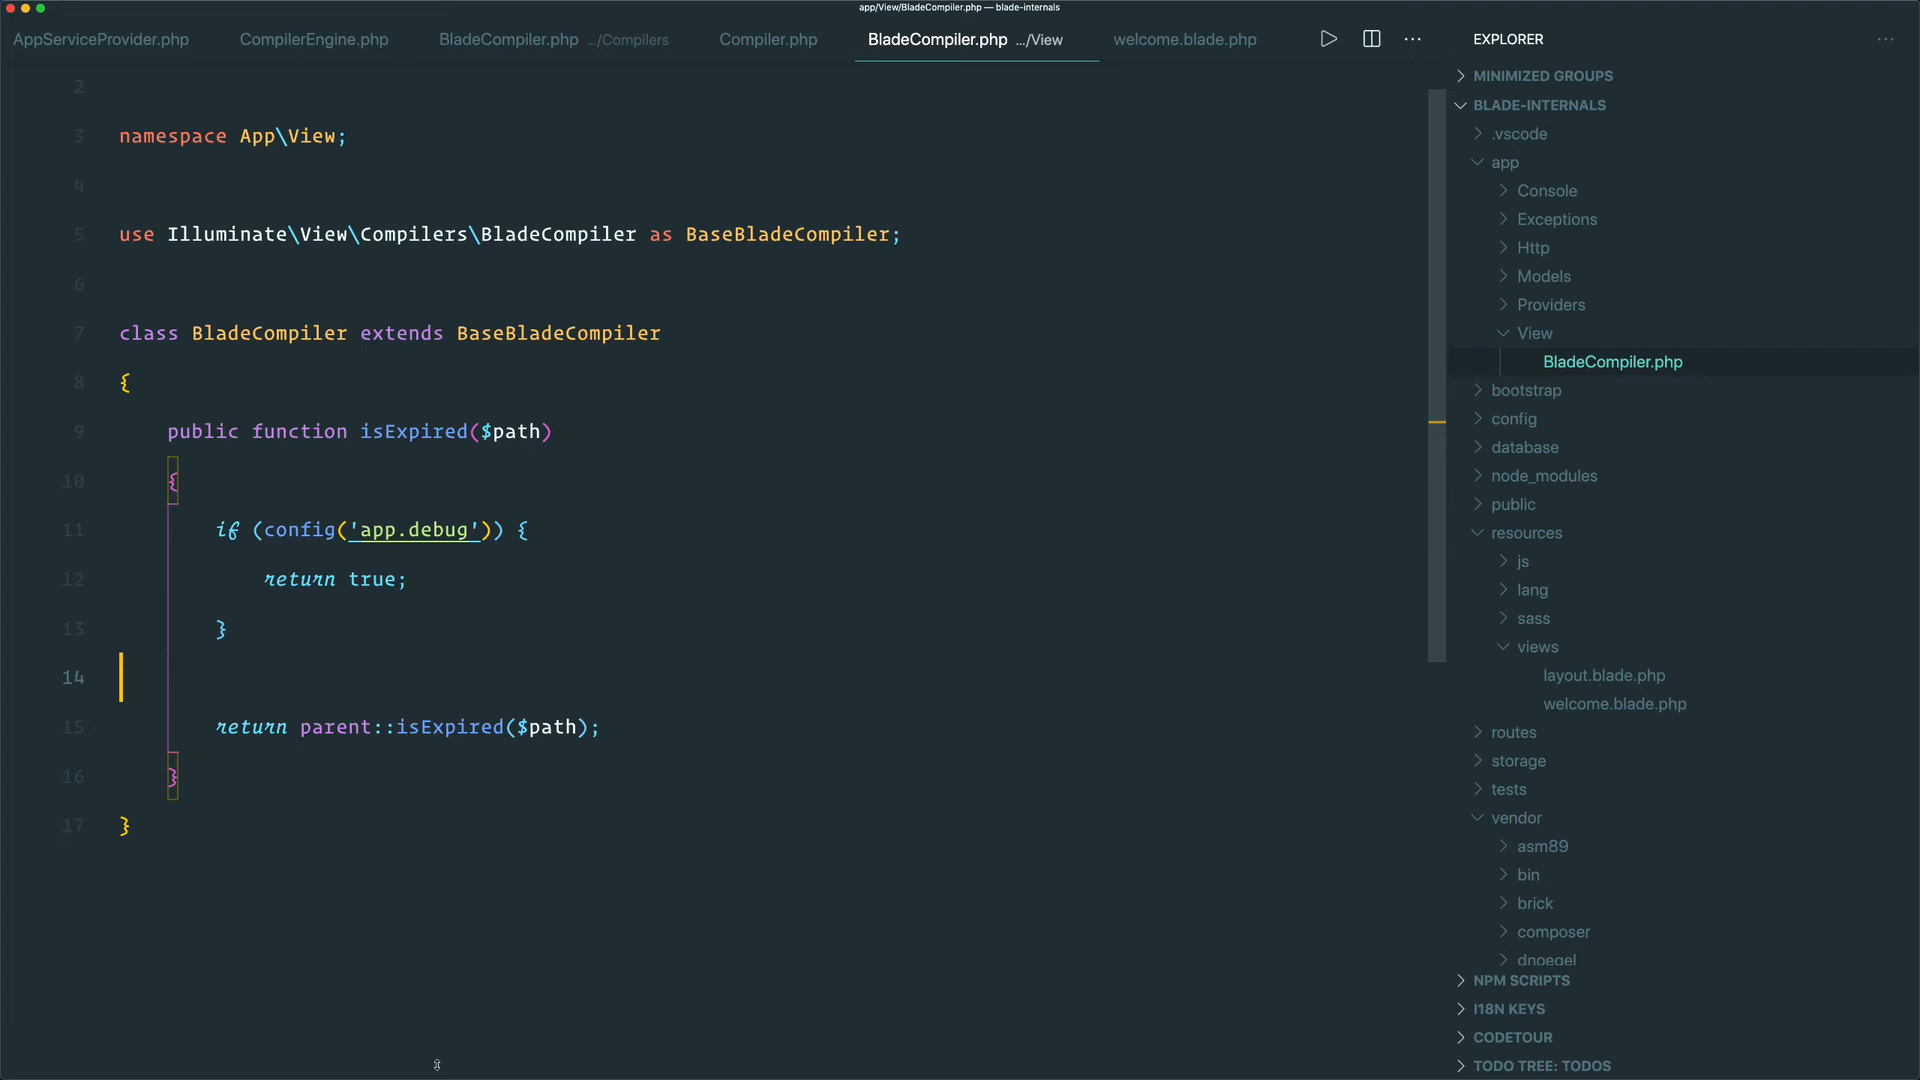 app/View/BladeCompiler.php — blade-internals
AppServiceProvider.php
CompilerEngine.php
BladeCompiler.php .../Compilers
Compiler.php
BladeCompiler.php .../View
welcome.blade.php
2
3 namespace App\View;
4
5 use Illuminate\View\Compilers\BladeCompiler as BaseBladeCompiler;
6
7 class BladeCompiler extends BaseBladeCompiler
8 {
9 public function isExpired($path)
10 {
11 if (config('app.debug')) {
12 return true;
13 }
14
15 return parent::isExpired($path);
16 }
17 }
EXPLORER
MINIMIZED GROUPS
BLADE-INTERNALS
.vscode
app
Console
Exceptions
Http
Models
Providers
View
BladeCompiler.php
bootstrap
config
database
node_modules
public
resources
js
lang
sass
views
layout.blade.php
welcome.blade.php
routes
storage
tests
vendor
asm89
bin
brick
composer
dnoegel
NPM SCRIPTS
I18N KEYS
CODETOUR
TODO TREE: TODOS